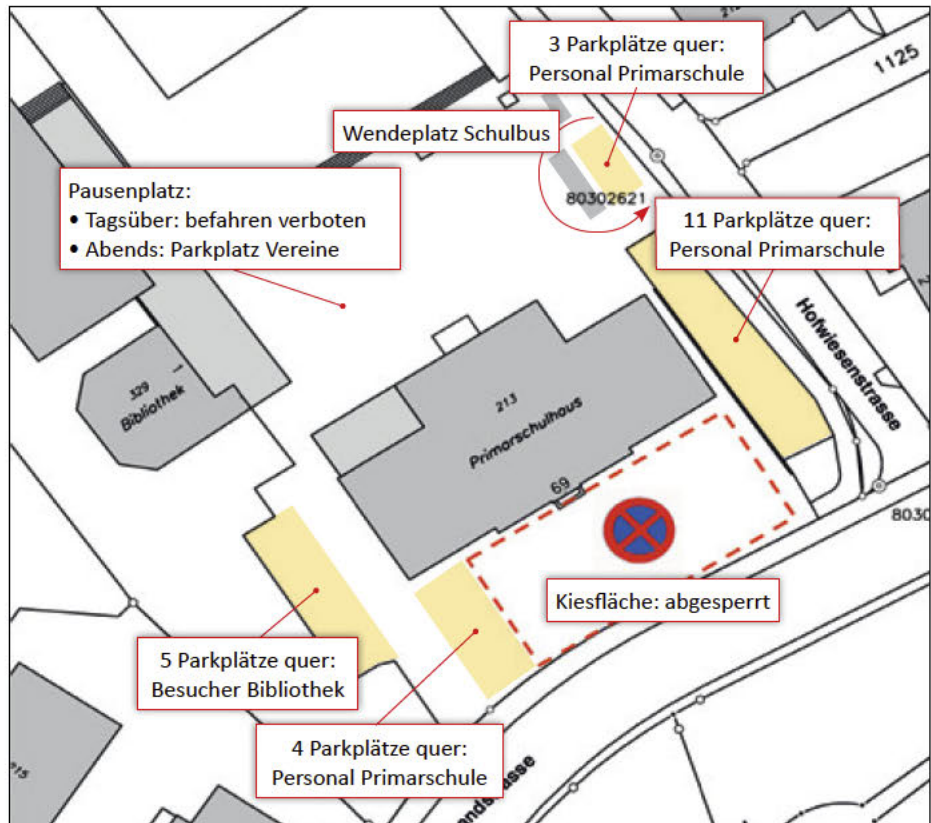 3 Parkplätze quer:
Personal Primarschule
1125
Wendeplatz Schulbus
Pausenplatz:
• Tagsüber: befahren verboten
• Abends: Parkplatz Vereine
80302621
11 Parkplätze quer:
Personal Primarschule
Hofwiesenstrasse
329
1
Bibliothek
213
Primarschulhaus
69
8030
Kiesfläche: abgesperrt
5 Parkplätze quer:
Besucher Bibliothek
4 Parkplätze quer:
Personal Primarschule
ndstrasse